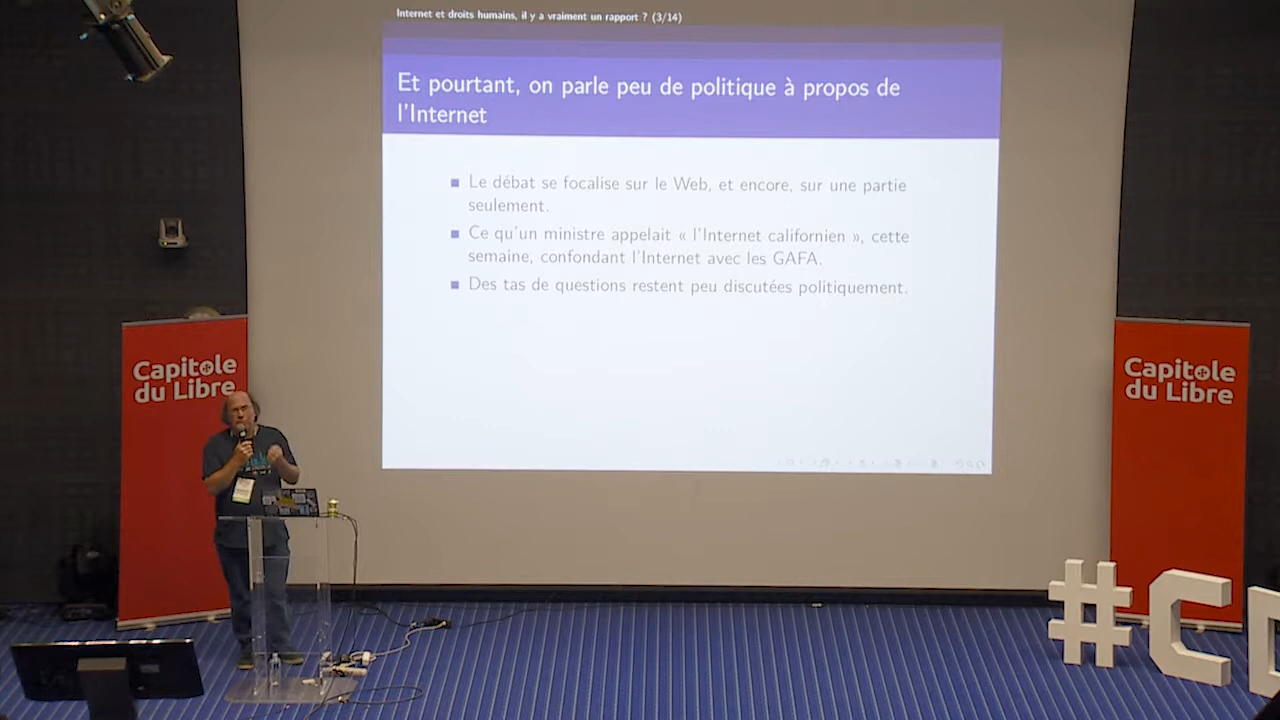 Internet et droits humains, il y a vraiment un rapport ? (3/14)
Et pourtant, on parle peu de politique à propos de
l'Internet
Le débat se focalise sur le Web, et encore, sur une partie
seulement.
Ce qu'un ministre appelait « l'Internet californien », cette
semaine, confondant l'Internet avec les GAFA.
Des tas de questions restent peu discutées politiquement.
Capitole
du Libre
Capitole
du Libre
#C